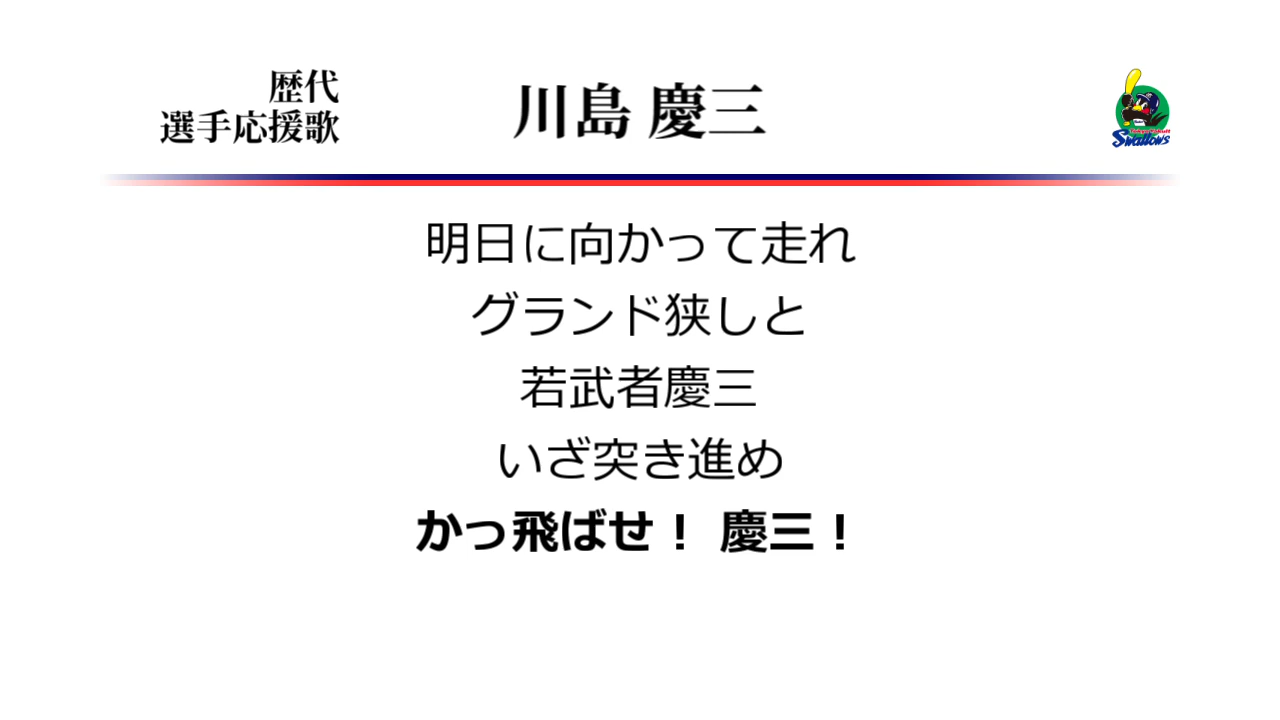 歴代
選手応援歌
川島 慶三
Swallows
明日に向かって走れ
グランド狭しと
若武者慶三
いざ突き進め
かっ飛ばせ！ 慶三！